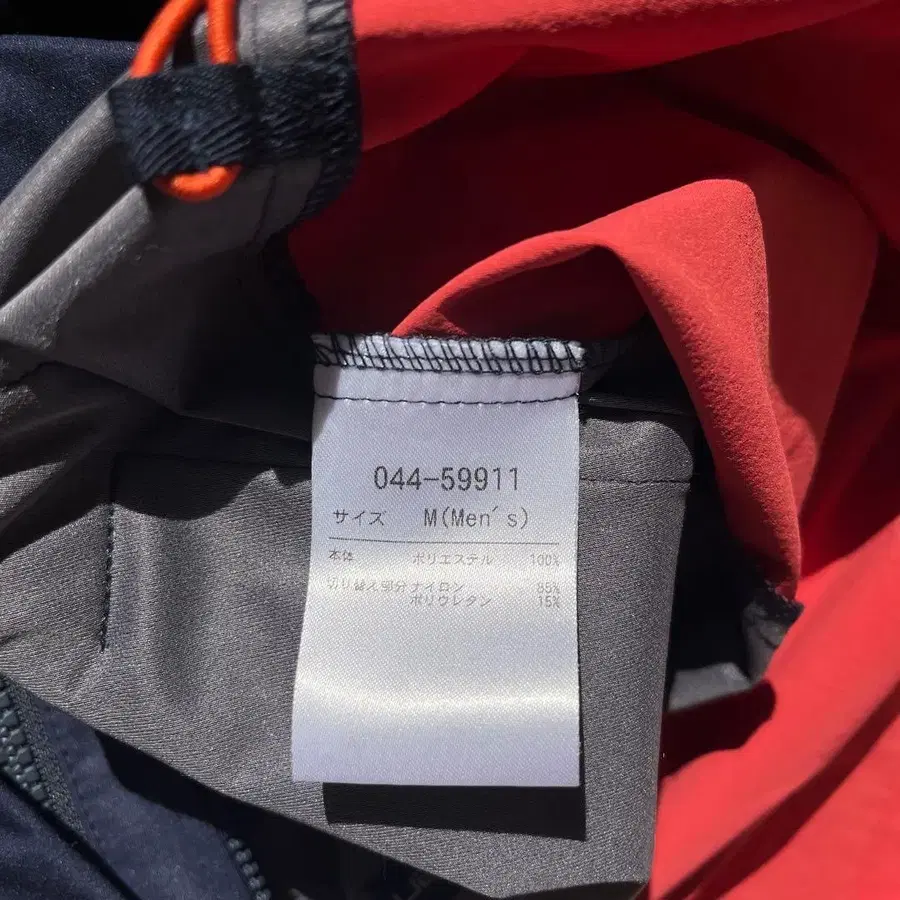 044-59911
サイズ M(Men's)
本体 ポリエステル 100%
切り替え部分 ナイロン 85%
ポリウレタン 15%